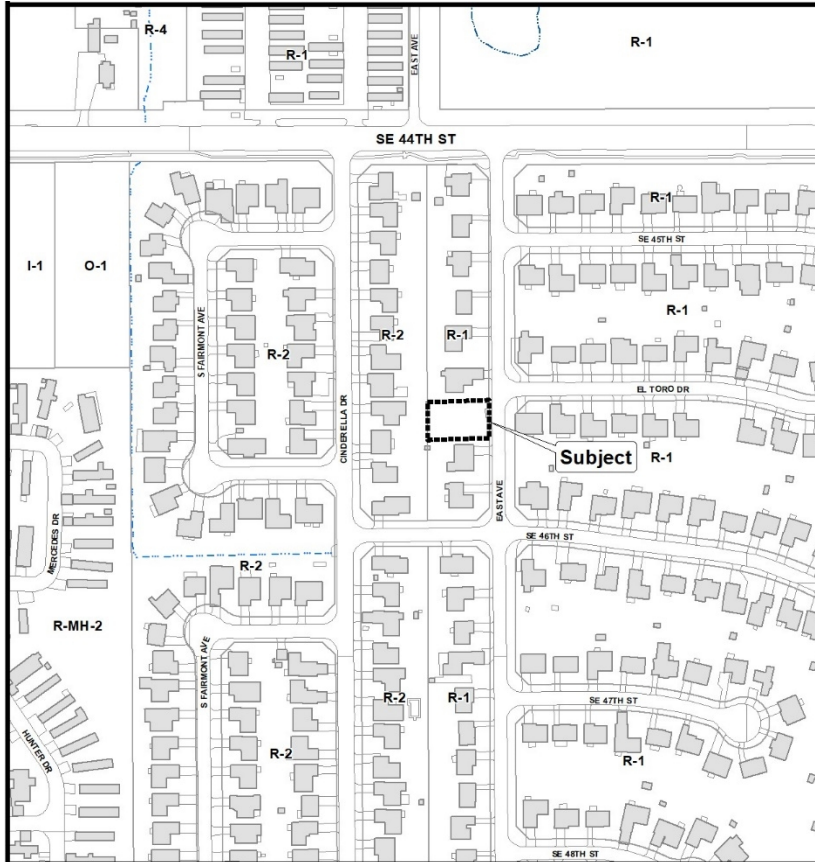 R-4
R-1
EAST AVE
R-1
SE 44TH ST
R-1
SE 45TH ST
I-1
O-1
R-1
S FAIRMONT AVE
R-2
R-2
R-1
CINDERELLA DR
EL TORO DR
Subject
R-1
EAST AVE
SE 46TH ST
MERCEDES DR
R-2
R-MH-2
S FAIRMONT AVE
R-2
R-1
SE 47TH ST
HUNTER DR
R-2
R-1
SE 48TH ST